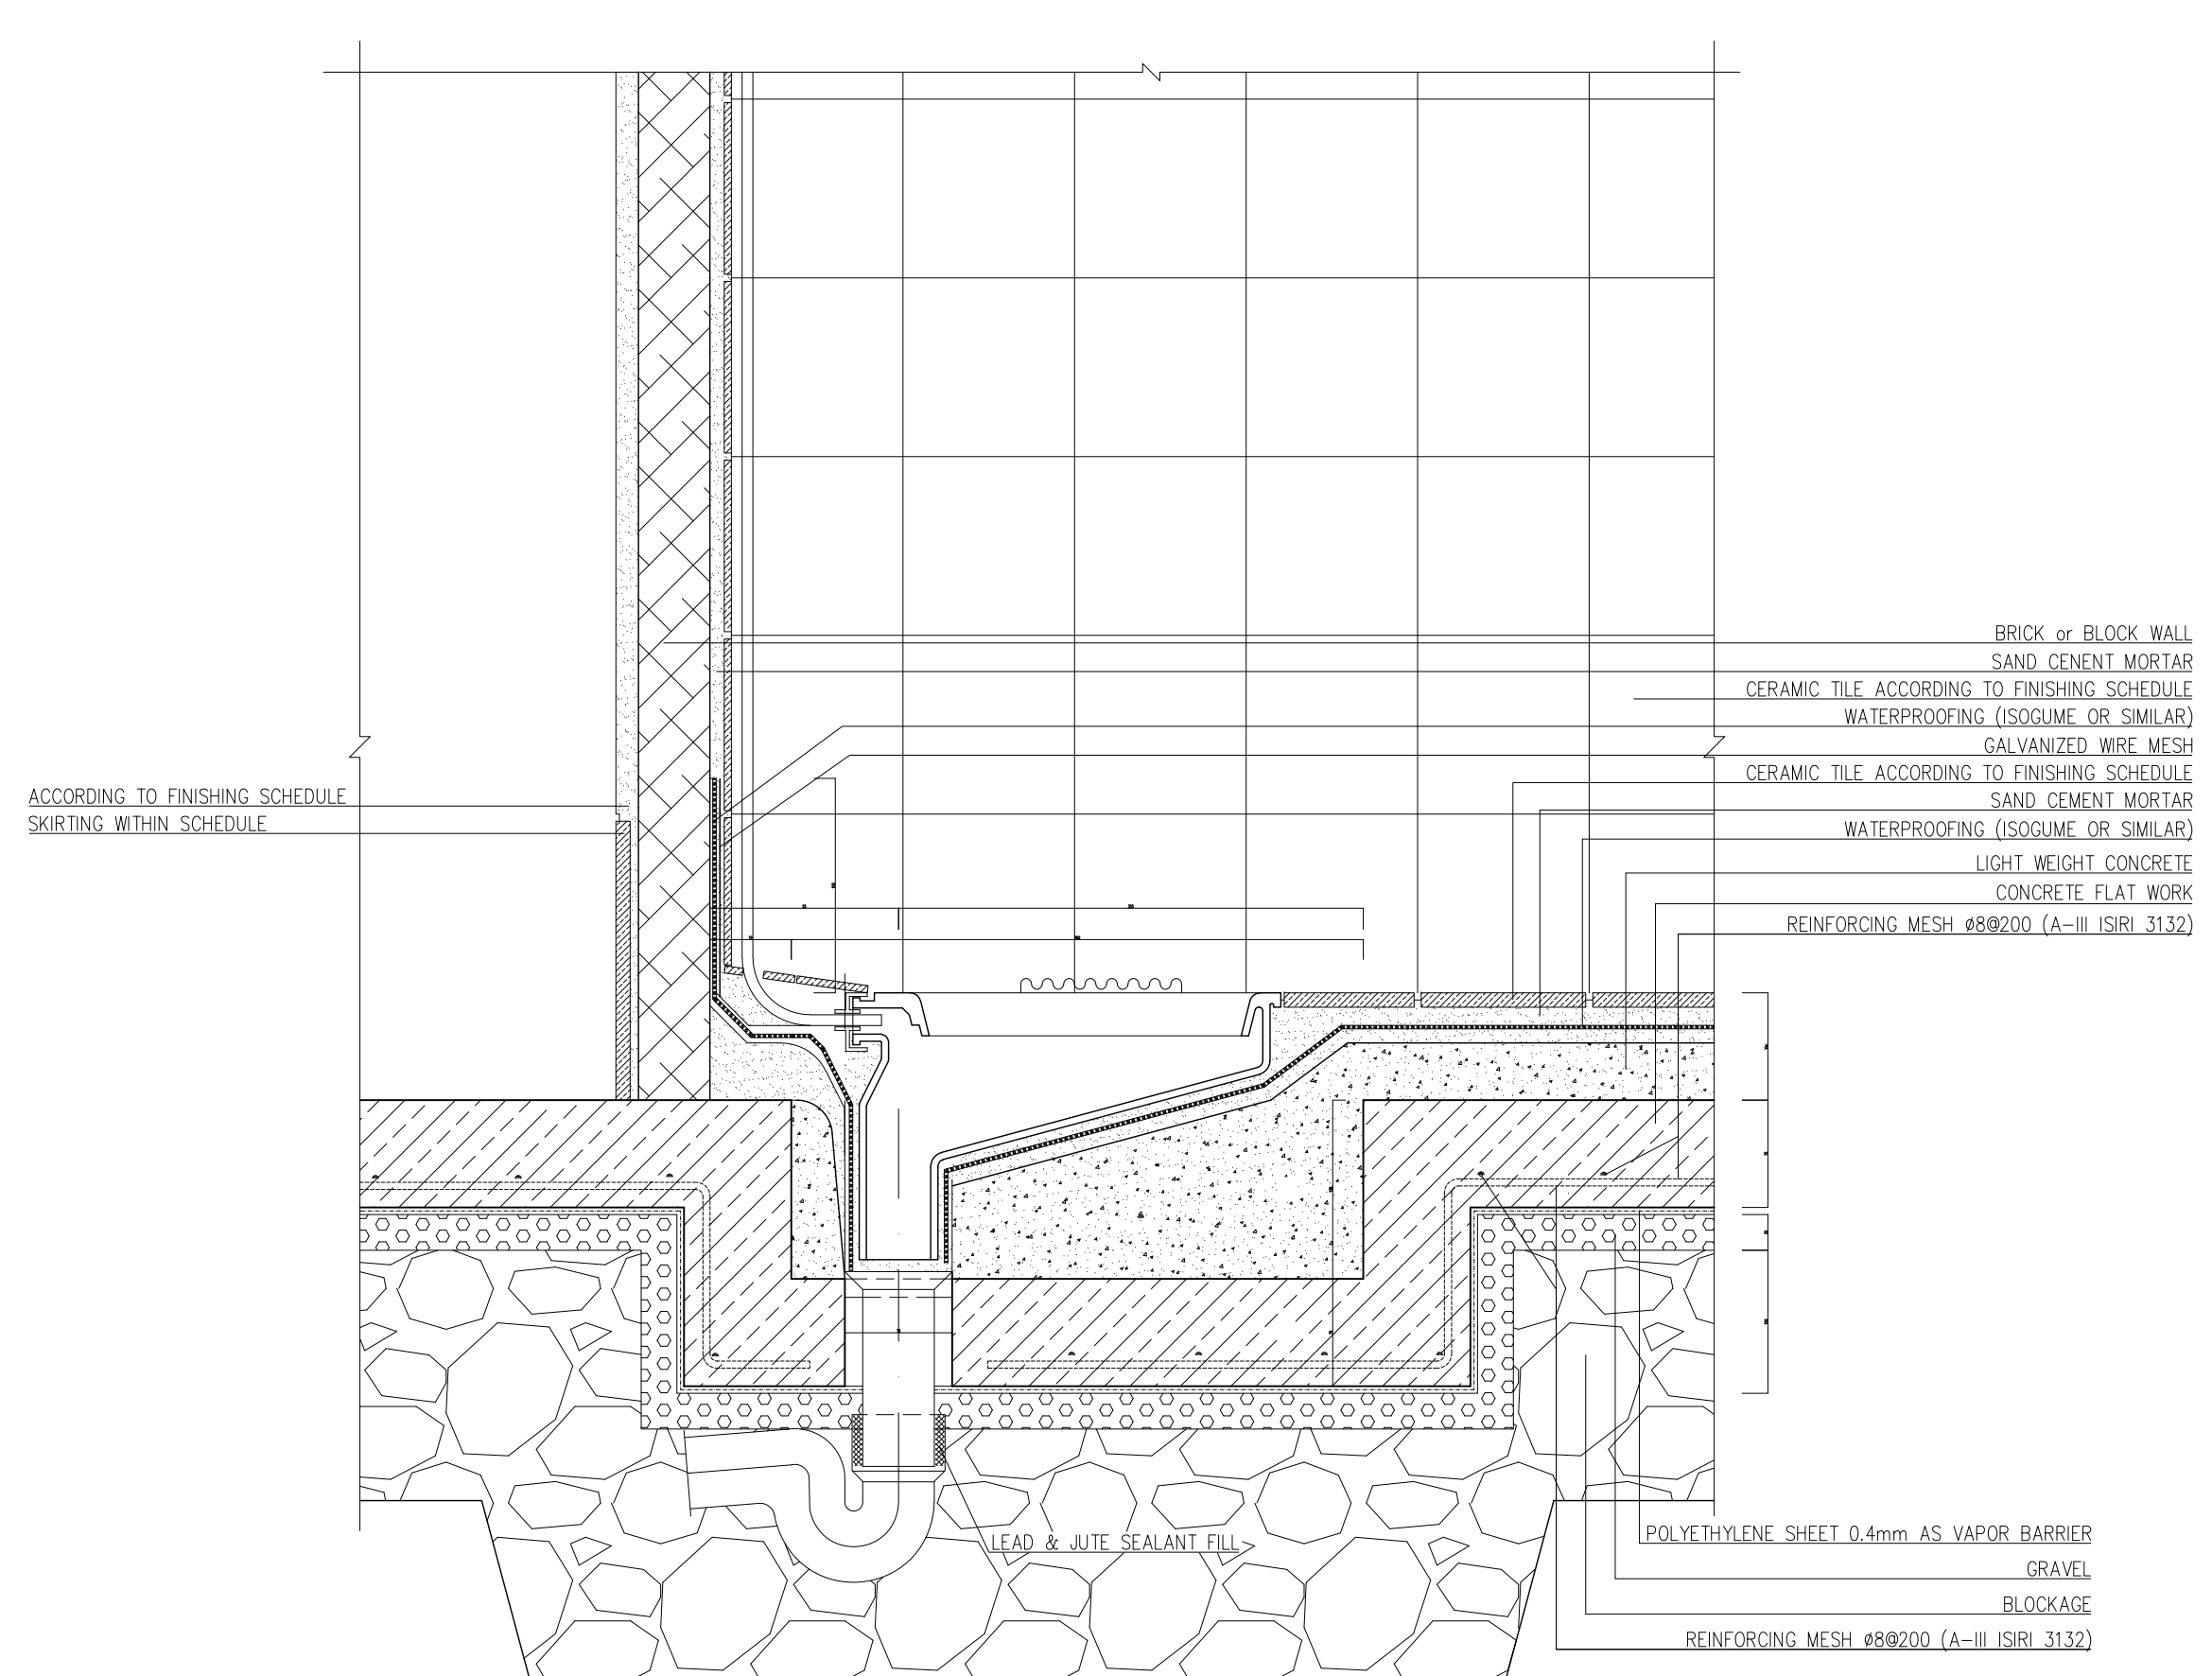 BRICK or BLOCK WALL
SAND CENENT MORTAR
CERAMIC TILE ACCORDING TO FINISHING SCHEDULE
WATERPROOFING (ISOGUME OR SIMILAR)
GALVANIZED WIRE MESH
CERAMIC TILE ACCORDING TO FINISHING SCHEDULE
ACCORDING TO FINISHING SCHEDULE
SAND CEMENT MORTAR
SKIRTING WITHIN SCHEDULE
WATERPROOFING (ISOGUME OR SIMILAR)
LIGHT WEIGHT CONCRETE
CONCRETE FLAT WORK
REINFORCING MESH ø8@200 (A-III ISIRI 3132)
POLYETHYLENE SHEET 0.4mm AS VAPOR BARRIER
LEAD & JUTE SEALANT FILL
GRAVEL
BLOCKAGE
REINFORCING MESH ø8@200 (A-III ISIRI 3132)